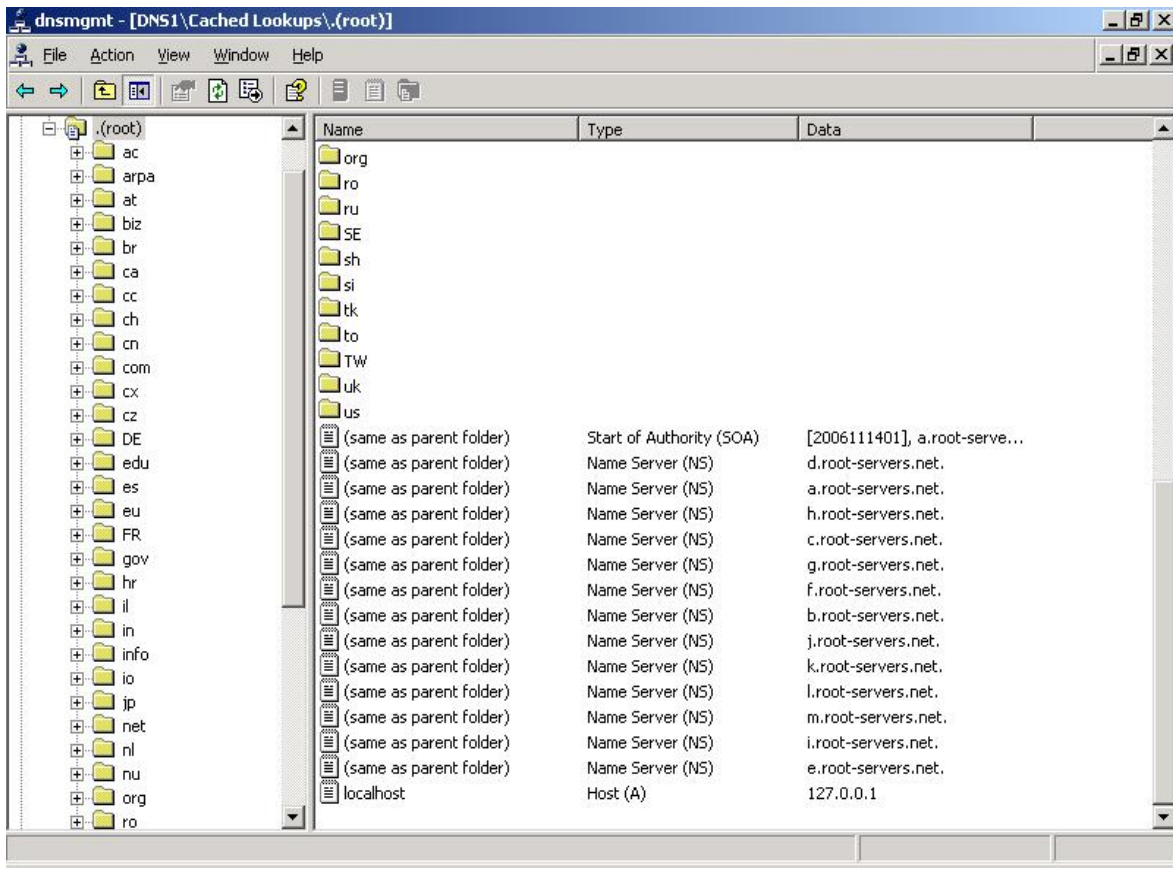 dnsmgmt - [DNS1\Cached Lookups\.(root)]
File Action View Window Help
.(root)
ac
arpa
at
biz
br
ca
cc
ch
cn
com
cx
cz
DE
edu
es
eu
FR
gov
hr
il
in
info
io
jp
net
nl
nu
org
ro
Name Type Data
org
ro
ru
SE
sh
si
tk
to
TW
uk
us
(same as parent folder) Start of Authority (SOA) [2006111401], a.root-serve...
(same as parent folder) Name Server (NS) d.root-servers.net.
(same as parent folder) Name Server (NS) a.root-servers.net.
(same as parent folder) Name Server (NS) h.root-servers.net.
(same as parent folder) Name Server (NS) c.root-servers.net.
(same as parent folder) Name Server (NS) g.root-servers.net.
(same as parent folder) Name Server (NS) f.root-servers.net.
(same as parent folder) Name Server (NS) b.root-servers.net.
(same as parent folder) Name Server (NS) j.root-servers.net.
(same as parent folder) Name Server (NS) k.root-servers.net.
(same as parent folder) Name Server (NS) l.root-servers.net.
(same as parent folder) Name Server (NS) m.root-servers.net.
(same as parent folder) Name Server (NS) i.root-servers.net.
(same as parent folder) Name Server (NS) e.root-servers.net.
localhost Host (A) 127.0.0.1